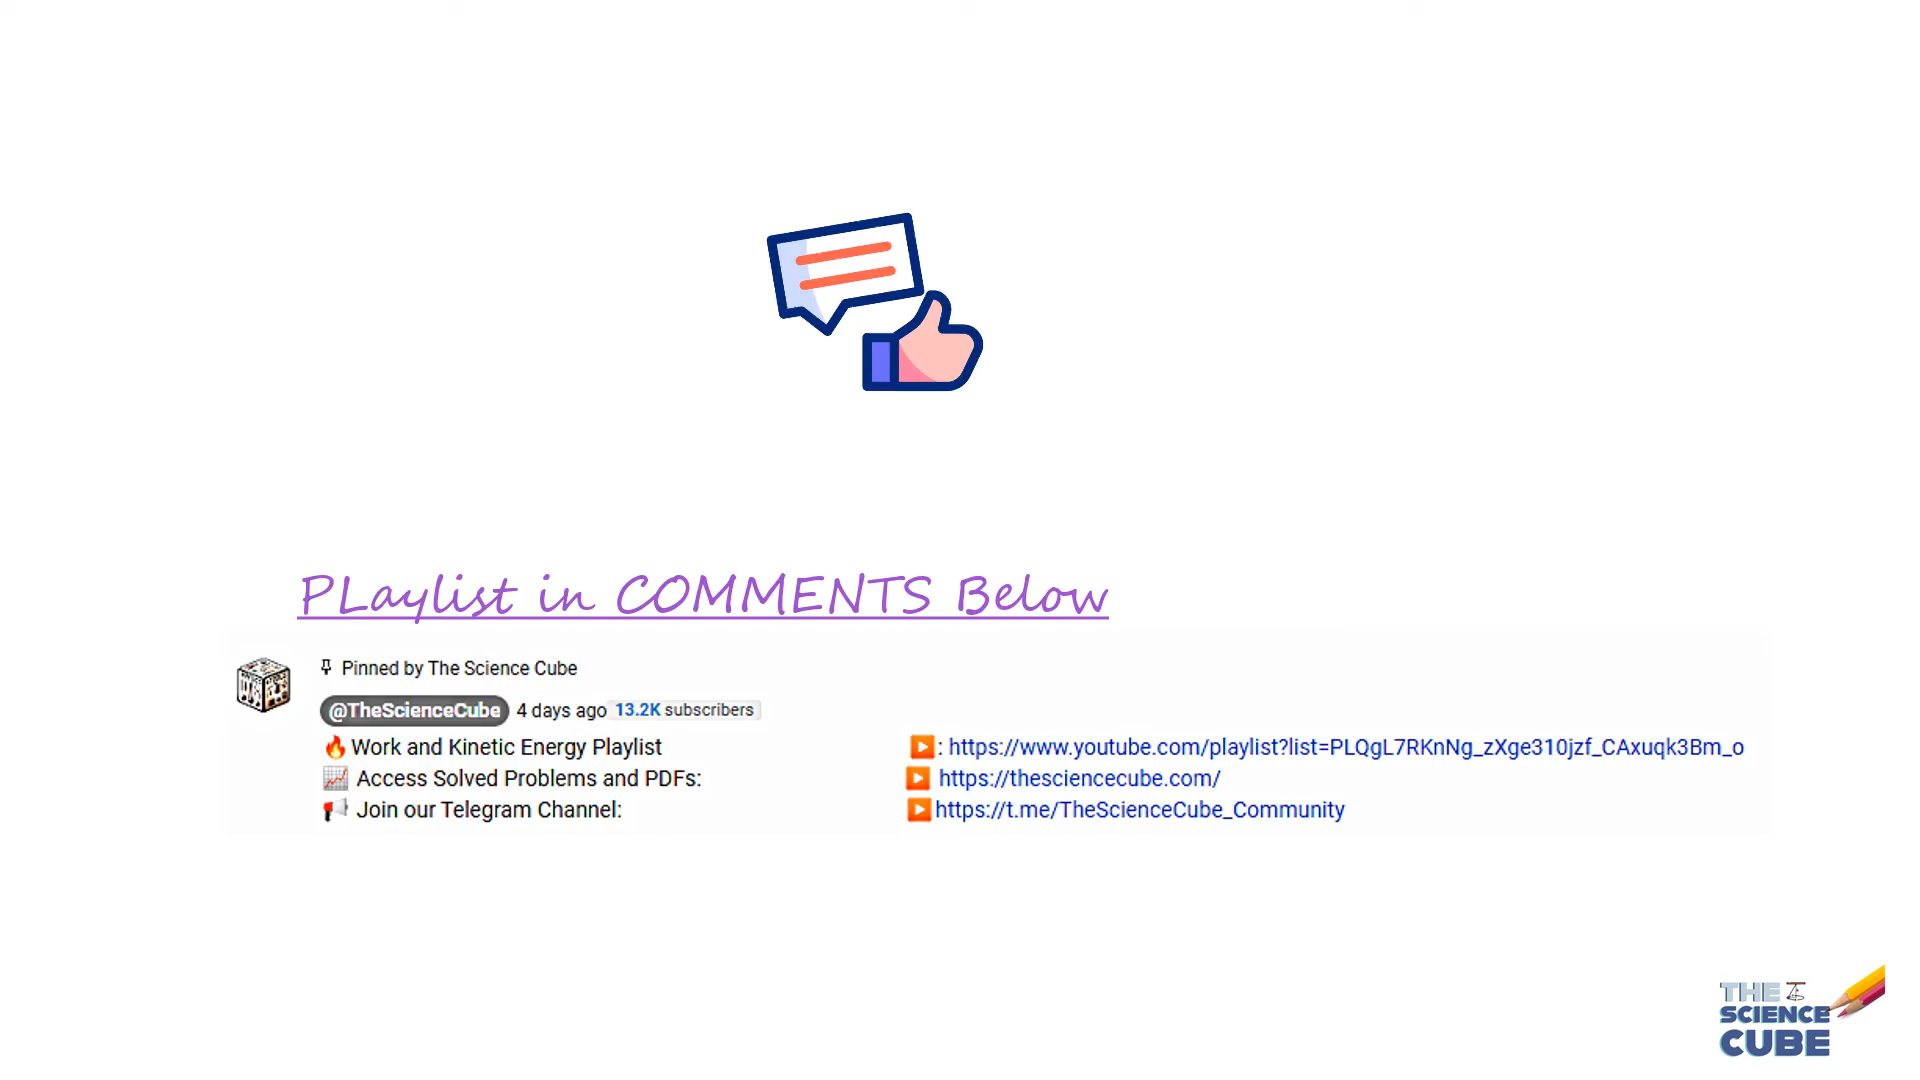 PLaylist in COMMENTS Below
Pinned by The Science Cube
@TheScienceCube 4 days ago 13.2K subscribers
🔥 Work and Kinetic Energy Playlist ▶️: https://www.youtube.com/playlist?list=PLQgL7RKnNg_zXge310jzf_CAxuqk3Bm_o
📈 Access Solved Problems and PDFs: ▶️ https://thesciencecube.com/
📢 Join our Telegram Channel: ▶️ https://t.me/TheScienceCube_Community
THE
SCIENCE
CUBE